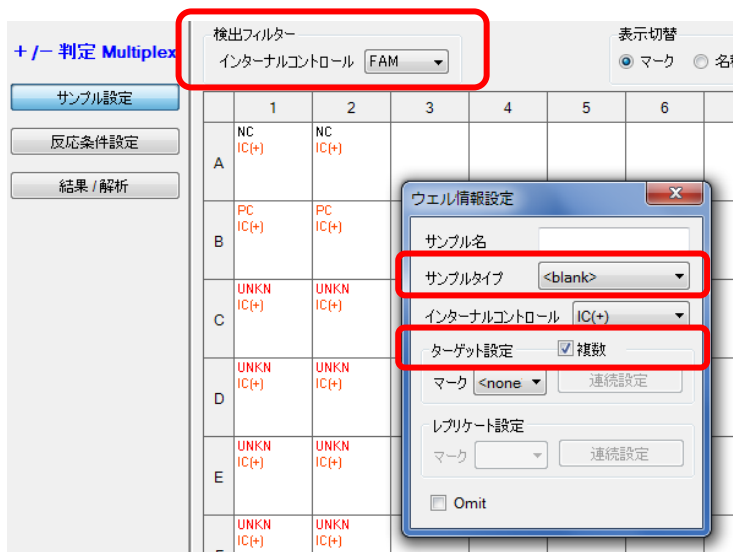 検出フィルター
インターナルコントロール FAM
表示切替
マーク 名
+/- 判定 Multiplex
サンプル設定
反応条件設定
結果 / 解析
1 2 3 4 5 6
A
NC NC
IC(+) IC(+)
B
PC PC
IC(+) IC(+)
C
UNKN UNKN
IC(+) IC(+)
D
UNKN UNKN
IC(+) IC(+)
E
UNKN UNKN
IC(+) IC(+)
UNKN UNKN
IC(+) IC(+)
ウェル情報設定
サンプル名
サンプルタイプ <blank>
インターナルコントロール IC(+)
ターゲット設定 複数
マーク <none 連続設定
レプリケート設定
マーク 連続設定
Omit